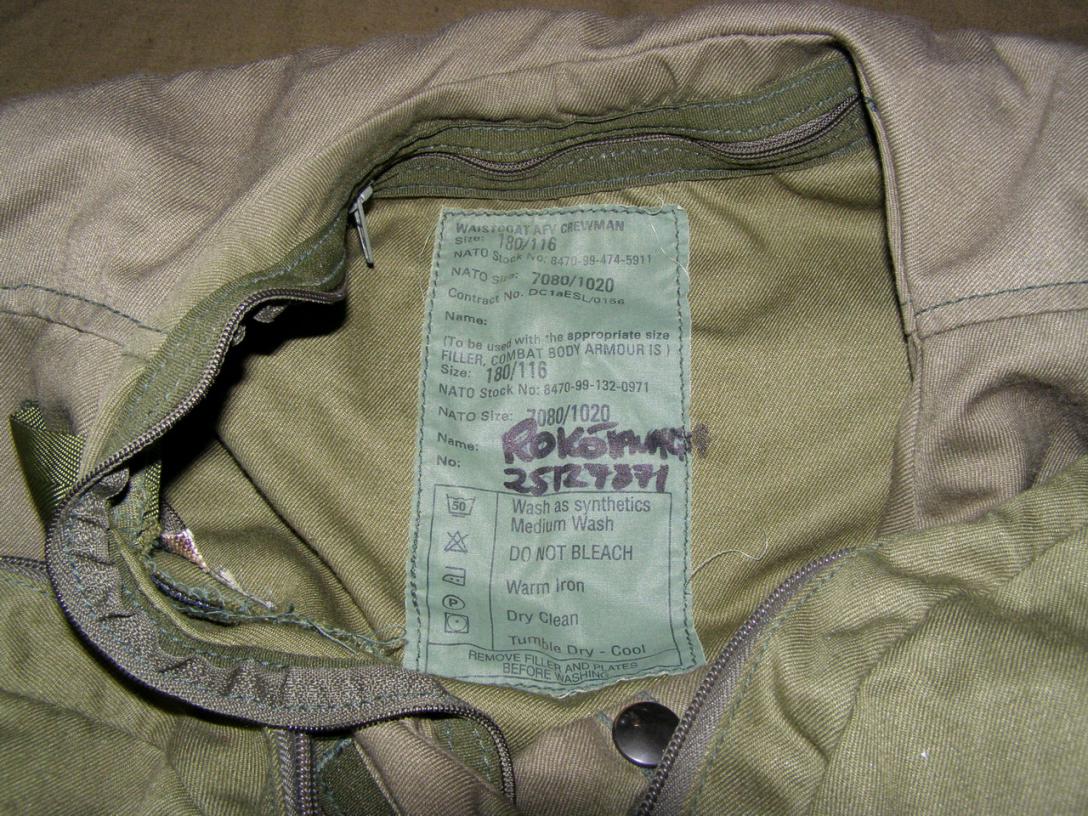 WAISTCOAT AFV CREWMAN
Size: 180/116
NATO Stock No: 8470-99-474-5911
NATO Size: 7080/1020
Contract No. DC1aESL/0156
Name:
(To be used with the appropriate size
FILLER, COMBAT BODY ARMOUR IS)
Size: 180/116
NATO Stock No: 8470-99-132-0971
NATO Size: 7080/1020
Name:
No: 25127371
50
Wash as synthetics
Medium Wash
DO NOT BLEACH
Warm Iron
P
Dry Clean
Tumble Dry - Cool
REMOVE FILLER AND PLATES
BEFORE WASHING